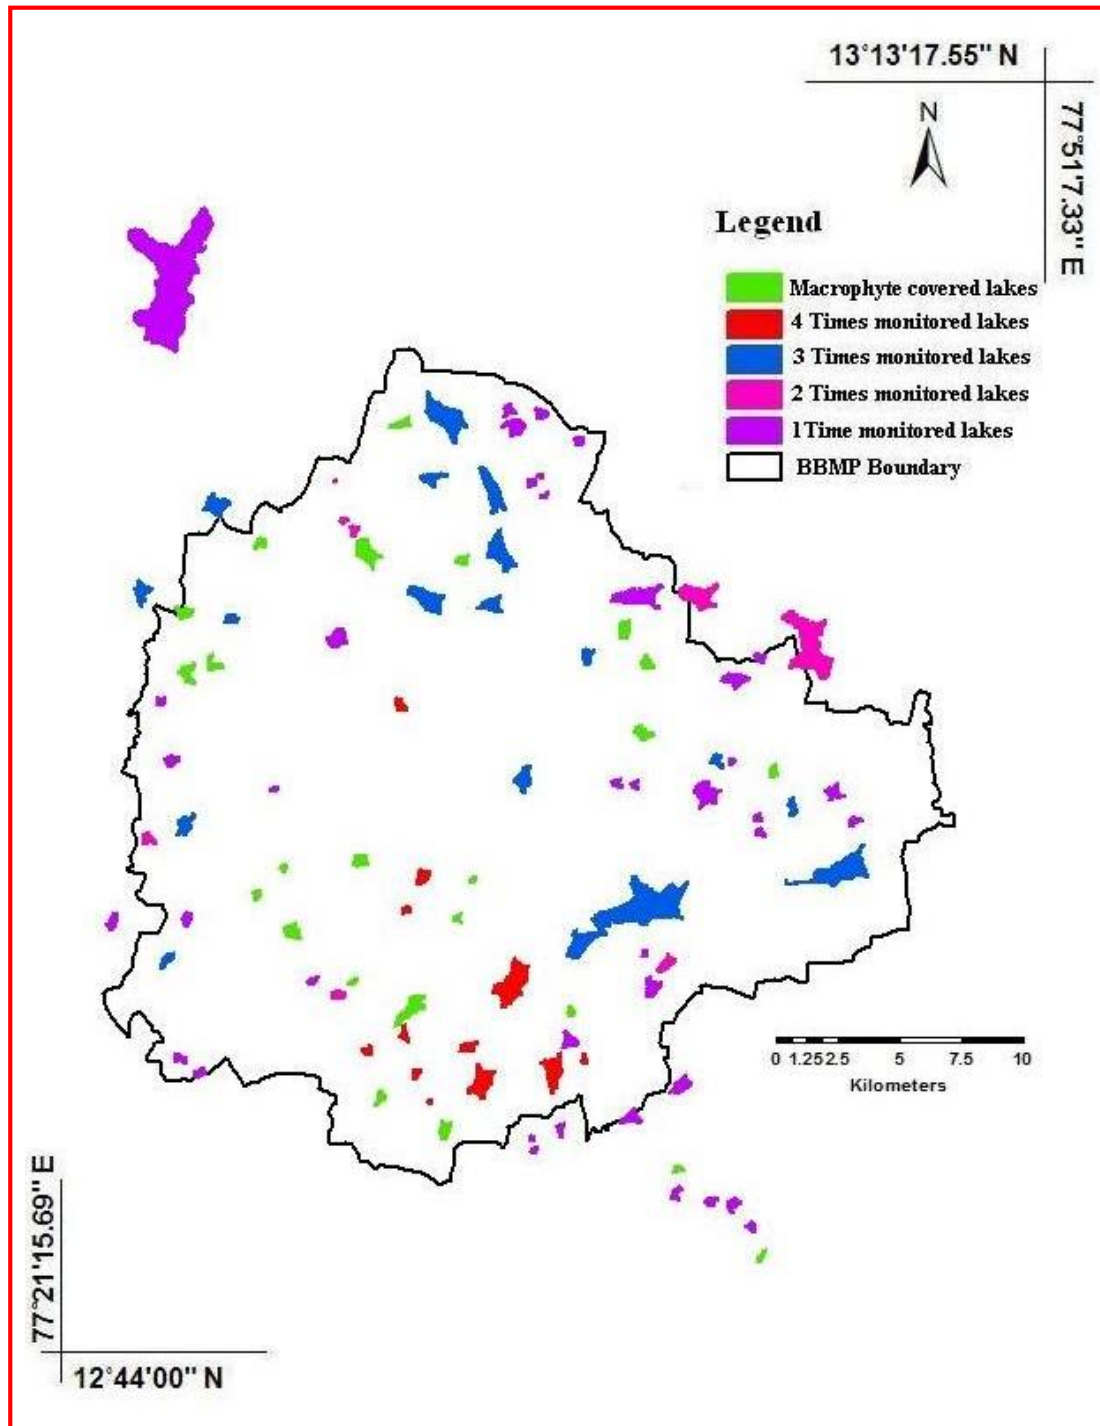 13°13'17.55" N
77°51'7.33" E
N
Legend
Macrophyte covered lakes
4 Times monitored lakes
3 Times monitored lakes
2 Times monitored lakes
1Time monitored lakes
BBMP Boundary
0 1.252.5 5 7.5 10
Kilometers
77°21'15.69" E
12°44'00" N